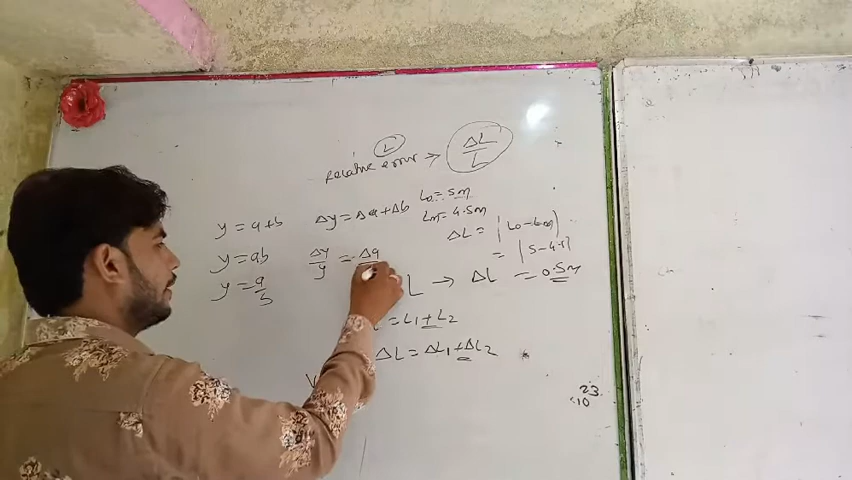 L
Relative error → ΔL/L
y = a+b Δy = Δa+Δb L₀ = 5m
Lₘ = 4.5m
ΔL = |L₀-Lₘ|
y = ab Δy/y = Δa = |5-4.5|
y = a/b L → ΔL = 0.5m
= L₁+L₂
ΔL = ΔL₁+ΔL₂
23
10